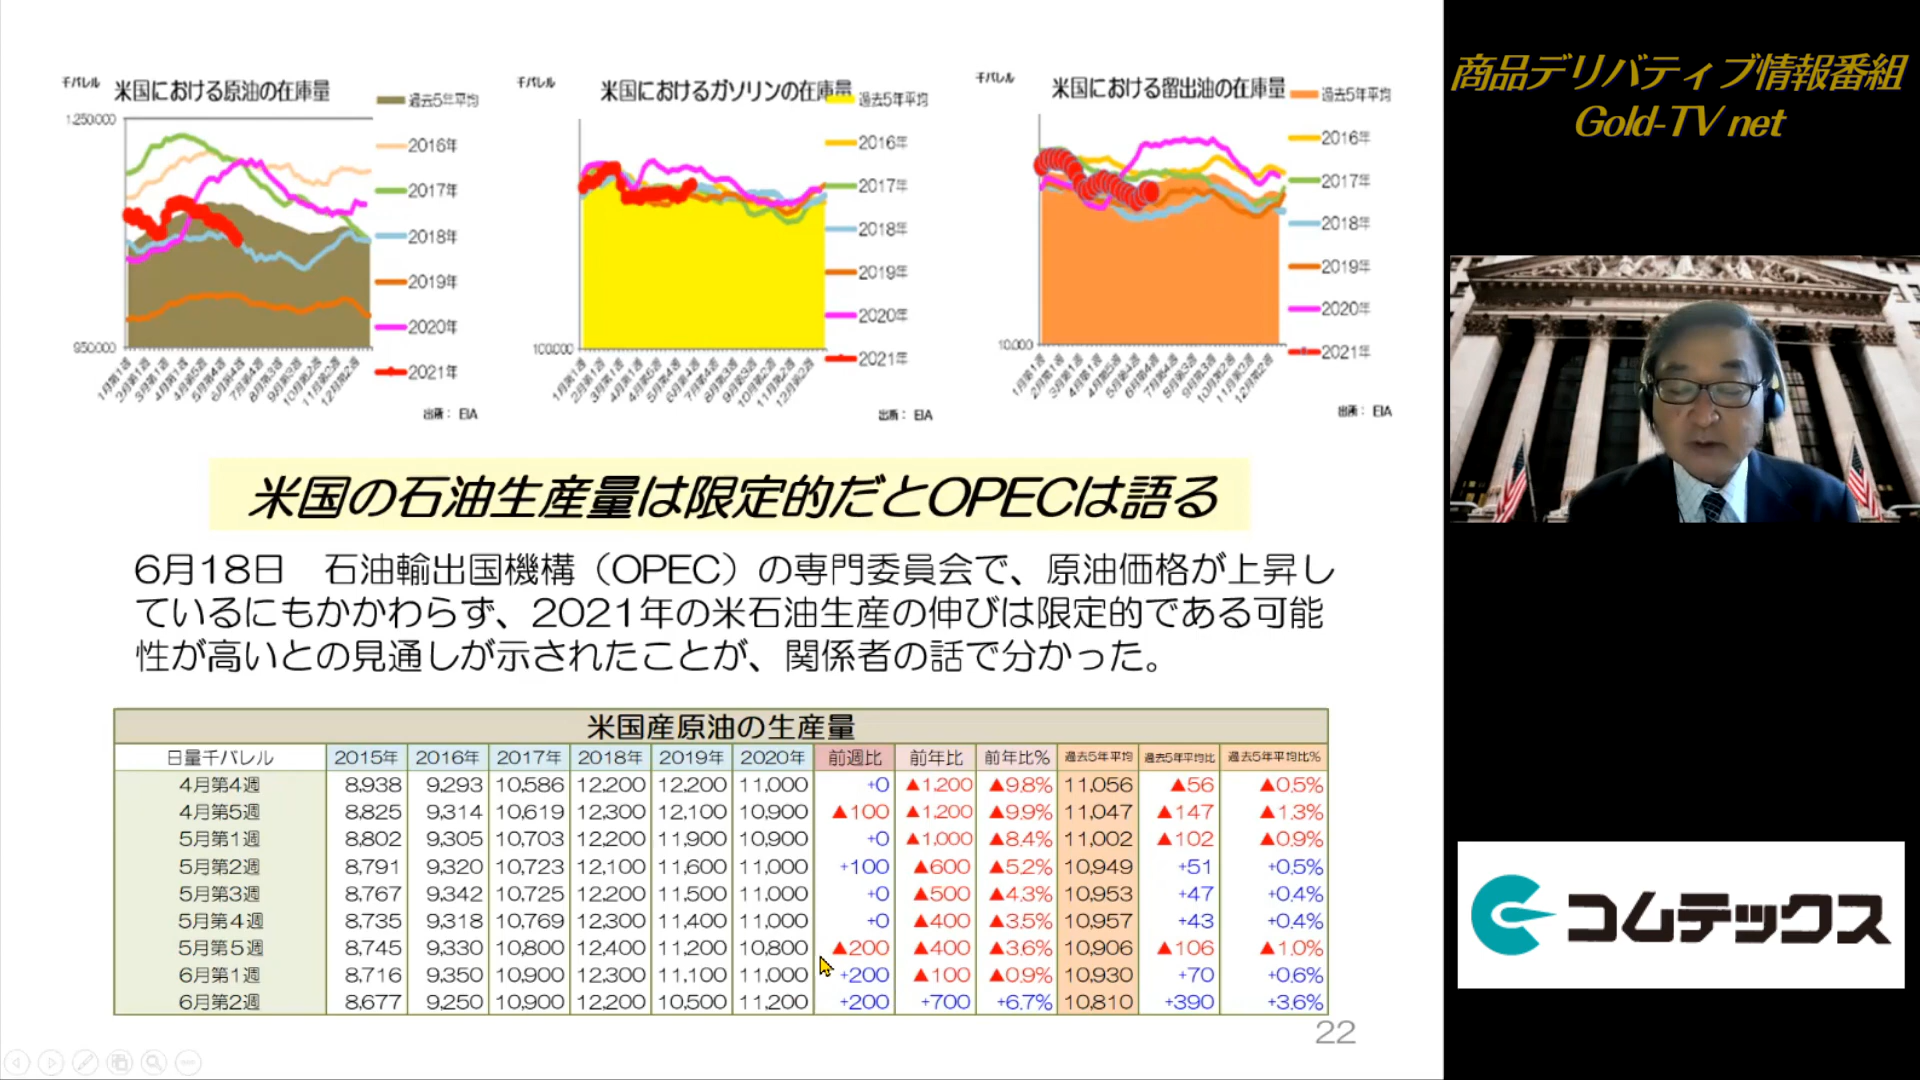 千バレル 米国における原油の在庫量
1,250,000
950,000
過去5年平均
2016年
2017年
2018年
2019年
2020年
2021年
出所： EIA
千バレル 米国におけるガソリンの在庫量
100,000
過去5年平均
2016年
2017年
2018年
2019年
2020年
2021年
出所： EIA
千バレル 米国における留出油の在庫量
10,000
過去5年平均
2016年
2017年
2018年
2019年
2020年
2021年
出所： EIA
米国の石油生産量は限定的だとOPECは語る
6月18日　石油輸出国機構（OPEC）の専門委員会で、原油価格が上昇し
ているにもかかわらず、2021年の米石油生産の伸びは限定的である可能
性が高いとの見通しが示されたことが、関係者の話で分かった。
米国産原油の生産量
日量千バレル 2015年 2016年 2017年 2018年 2019年 2020年 前週比 前年比 前年比% 過去5年平均 過去5年平均比 過去5年平均比%
4月第4週 8,938 9,293 10,586 12,200 12,200 11,000 +0 ▲1,200 ▲9.8% 11,056 ▲56 ▲0.5%
4月第5週 8,825 9,314 10,619 12,300 12,100 10,900 ▲100 ▲1,200 ▲9.9% 11,047 ▲147 ▲1.3%
5月第1週 8,802 9,305 10,703 12,200 11,900 10,900 +0 ▲1,000 ▲8.4% 11,002 ▲102 ▲0.9%
5月第2週 8,791 9,320 10,723 12,100 11,600 11,000 +100 ▲600 ▲5.2% 10,949 +51 +0.5%
5月第3週 8,767 9,342 10,725 12,200 11,500 11,000 +0 ▲500 ▲4.3% 10,953 +47 +0.4%
5月第4週 8,735 9,318 10,769 12,300 11,400 11,000 +0 ▲400 ▲3.5% 10,957 +43 +0.4%
5月第5週 8,745 9,330 10,800 12,400 11,200 10,800 ▲200 ▲400 ▲3.6% 10,906 ▲106 ▲1.0%
6月第1週 8,716 9,350 10,900 12,300 11,100 11,000 +200 ▲100 ▲0.9% 10,930 +70 +0.6%
6月第2週 8,677 9,250 10,900 12,200 10,500 11,200 +200 +700 +6.7% 10,810 +390 +3.6%
22
商品デリバティブ情報番組
Gold-TV net
コムテックス